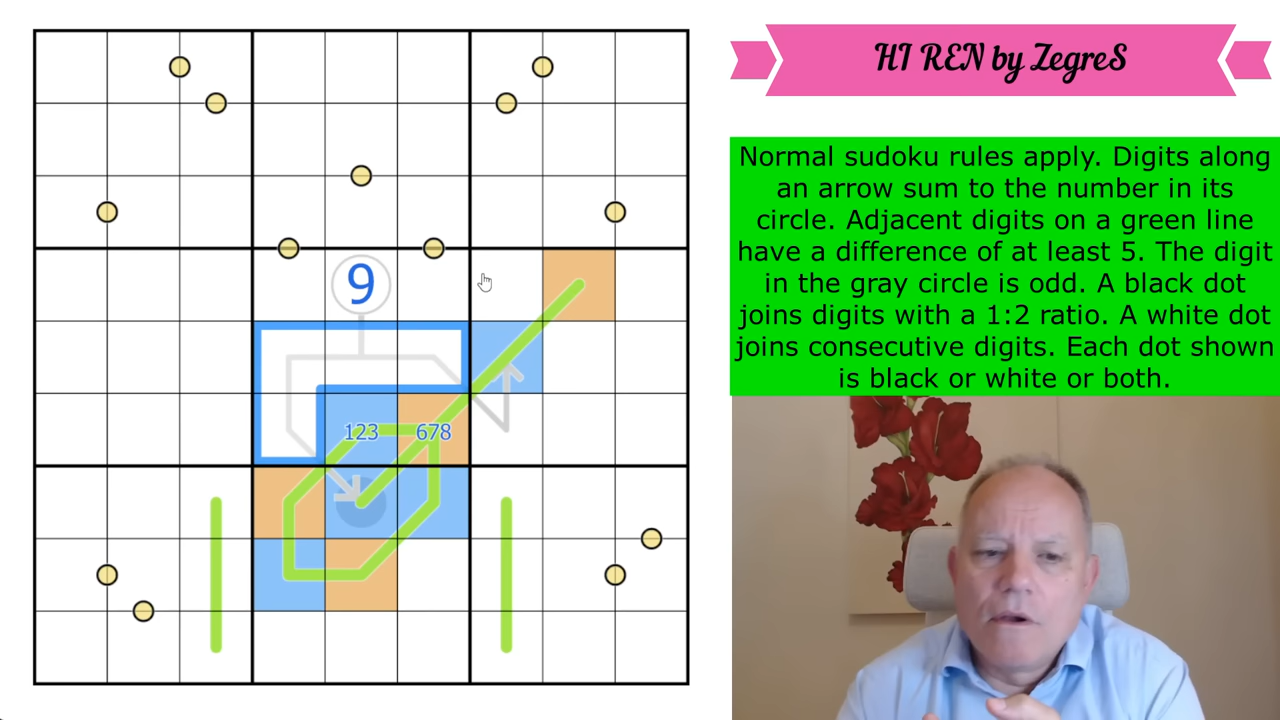 HI REN by ZegreS
Normal sudoku rules apply. Digits along
an arrow sum to the number in its
circle. Adjacent digits on a green line
have a difference of at least 5. The digit
in the gray circle is odd. A black dot
joins digits with a 1:2 ratio. A white dot
joins consecutive digits. Each dot shown
is black or white or both.
9
123 678